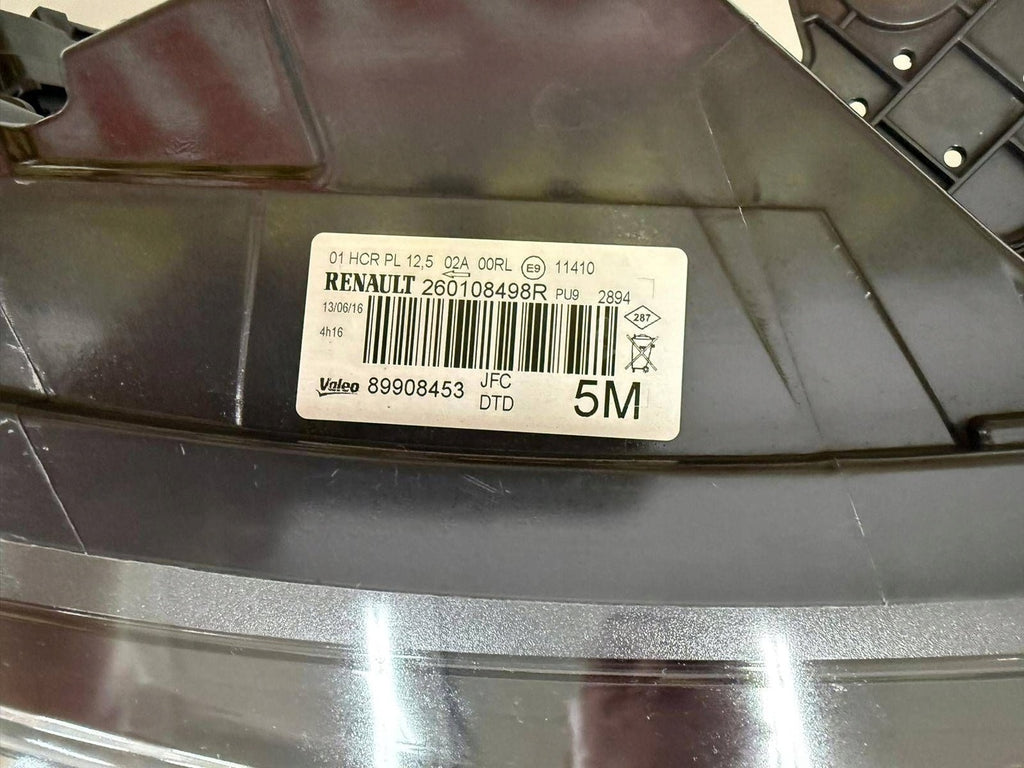 01 HCR PL 12,5 02A 00RL E9 11410
RENAULT 260108498R PU9 2894
13/06/16
287
4h16
Valeo 89908453 JFC
DTD
5M